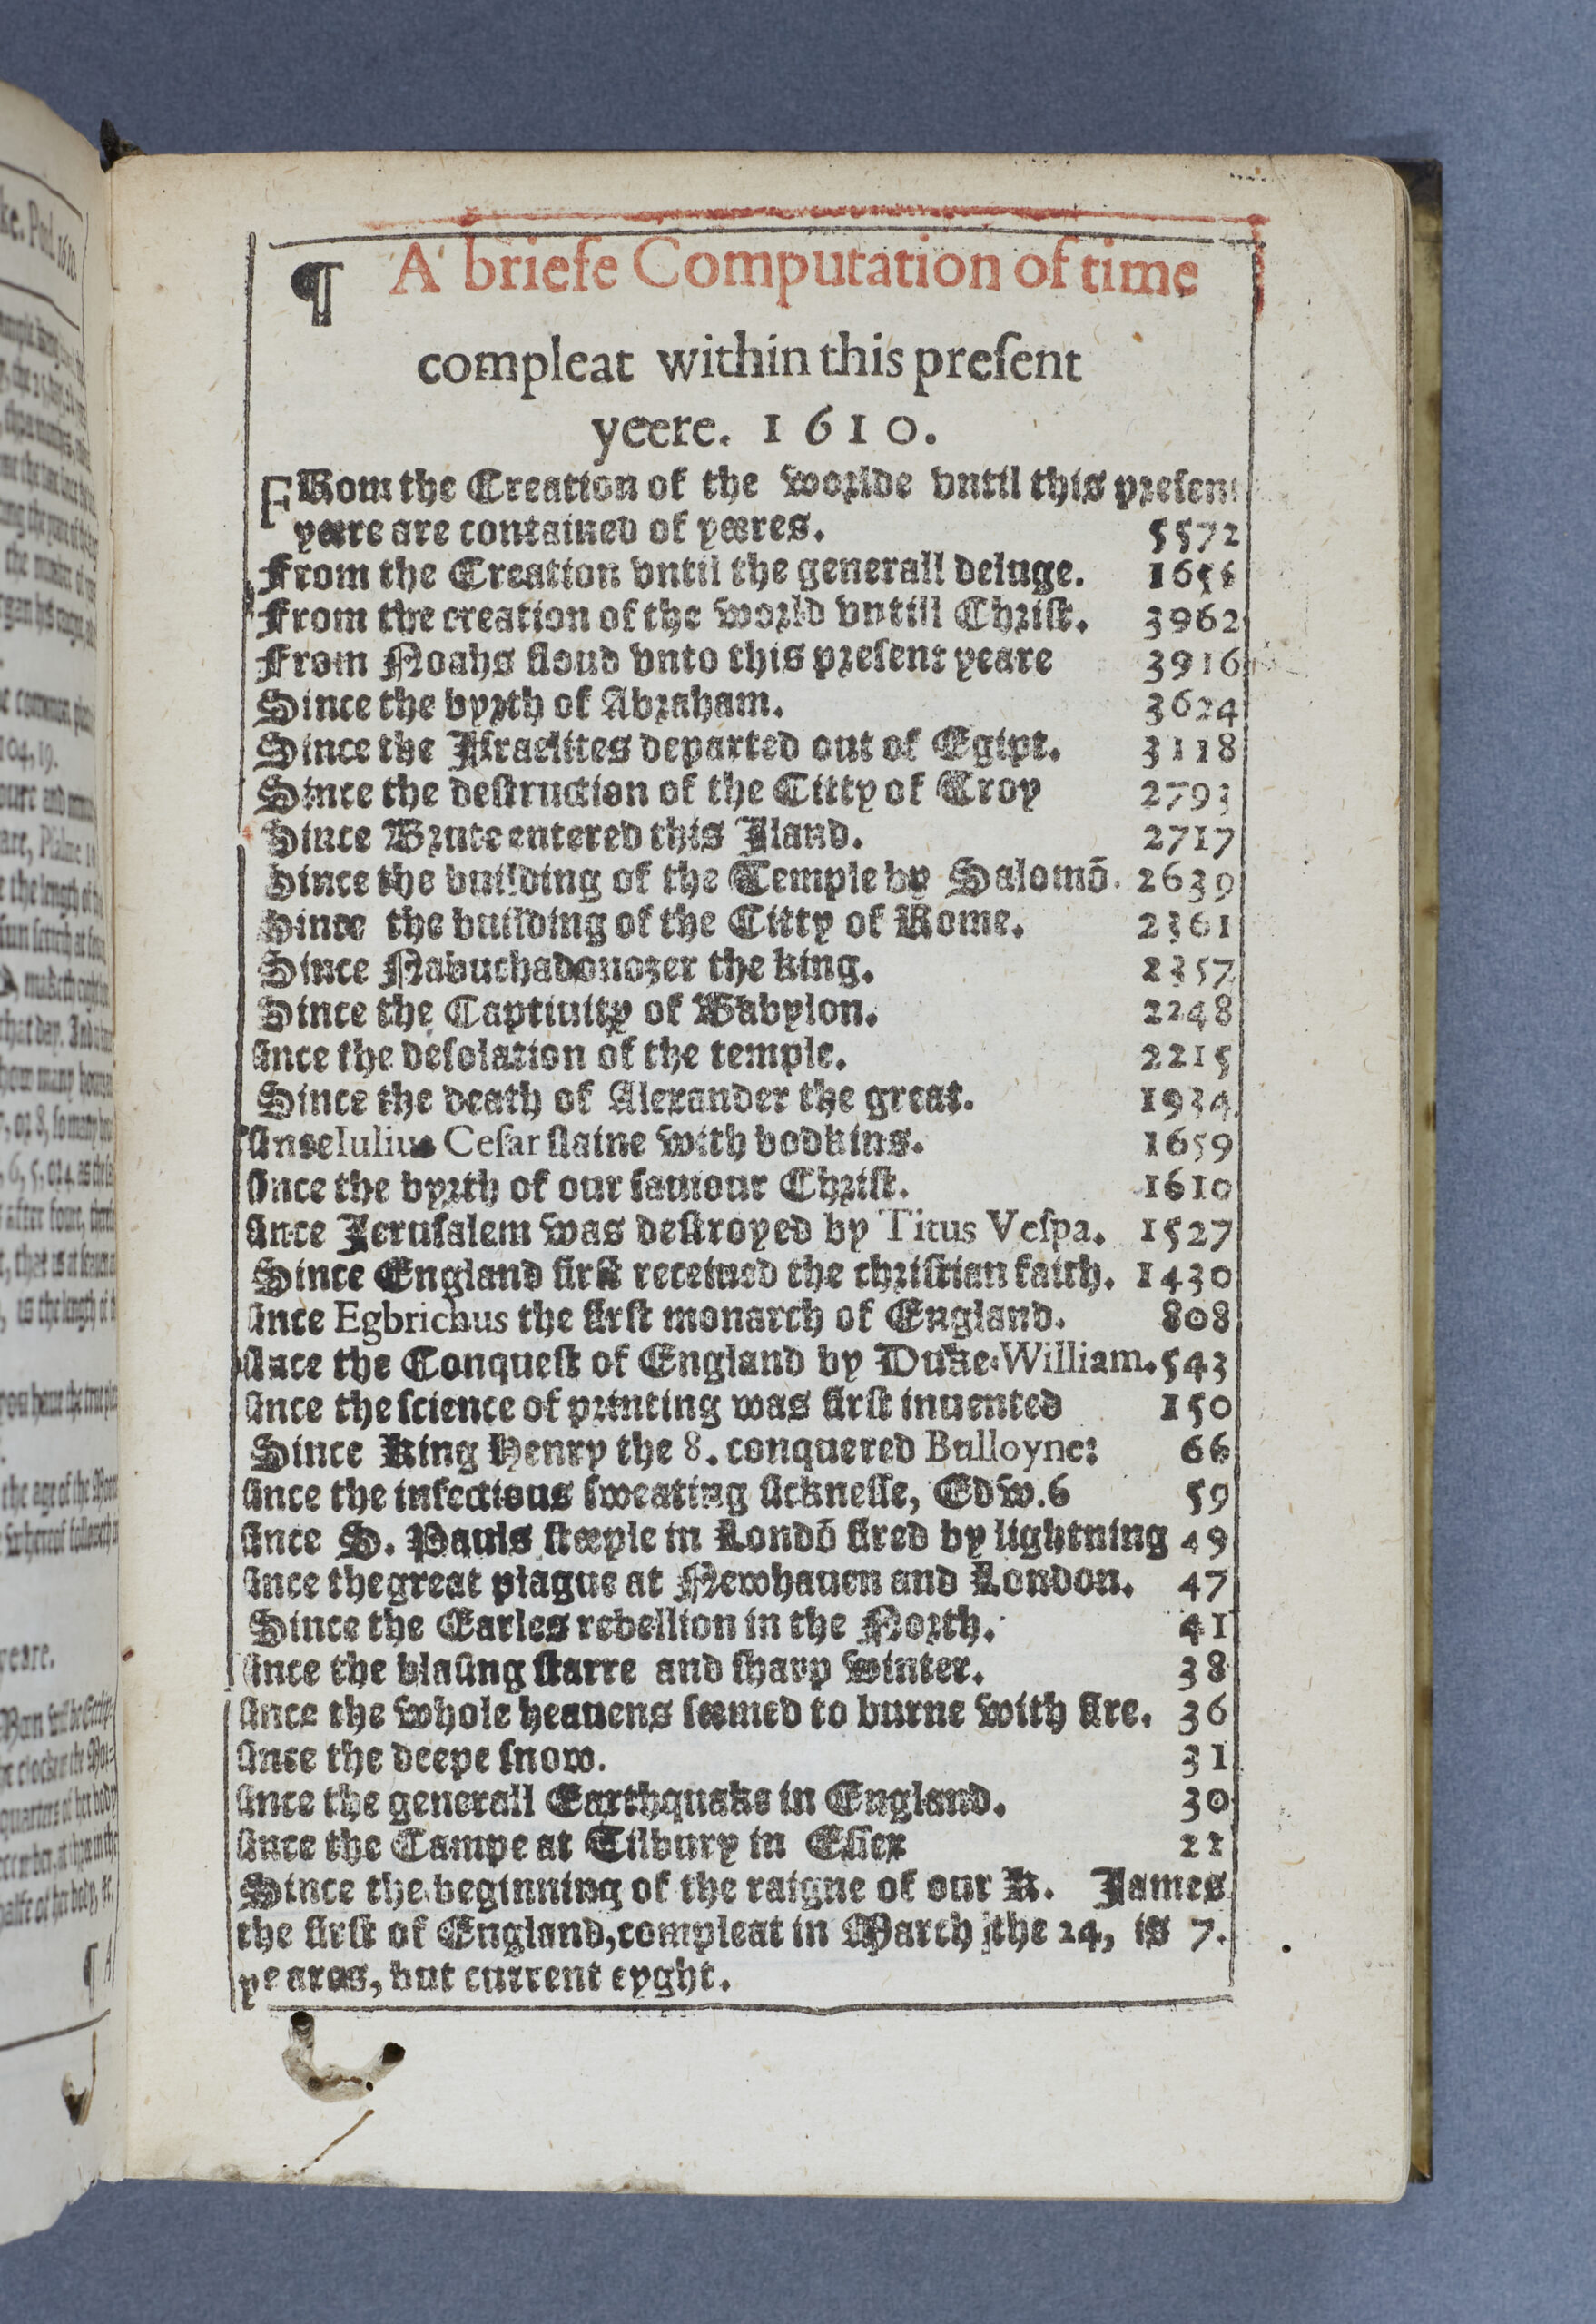 ¶ A briefe Computation of time
compleat within this preſent
yeere. 1610.
FRom the Creation of the worlde vntil this preſent
yeere are contained of yeeres. 5572
From the Creation vntil the generall deluge. 1656
From the creation of the world vntill Chriſt. 3962
From Noahs floud vnto this preſent yeare 3916
Since the byrth of Abraham. 3624
Since the Iſraelites departed out of Egipt. 3118
Since the deſtruction of the Citty of Troy 2793
Since Brute entered this Iland. 2717
Since the building of the Temple by Salomō. 2639
Since the building of the Citty of Rome. 2361
Since Nabuchadonozer the king. 2357
Since the Captiuity of Babylon. 2248
ſince the deſolation of the temple. 2215
Since the death of Alexander the great. 1934
ſince Iulius Ceſar ſlaine with bodkins. 1659
ſince the byrth of our ſauiour Chriſt. 1610
ſince Ieruſalem was deſtroyed by Titus Veſpa. 1527
Since England firſt receiued the chriſtian faith. 1430
ſince Egbrichus the firſt monarch of England. 808
ſince the Conqueſt of England by Duke William. 543
ſince the ſcience of printing was firſt inuented 150
Since King Henry the 8. conquered Bulloyne: 66
ſince the infectious ſweating ſickneſſe, Edw.6 59
ſince S. Pauls ſteeple in Londō fired by lightning 49
ſince the great plague at Newhauen and London. 47
Since the Earles rebellion in the North. 41
ſince the blaſing ſtarre and ſharp winter. 38
ſince the whole heauens ſeemed to burne with fire. 36
ſince the deepe ſnow. 31
ſince the generall Earthquake in England. 30
ſince the Campe at Tilbury in Eſſex 22
Since the beginning of the raigne of our K. James
the firſt of England, compleat in March the 24, is 7.
yeares, but current eyght.